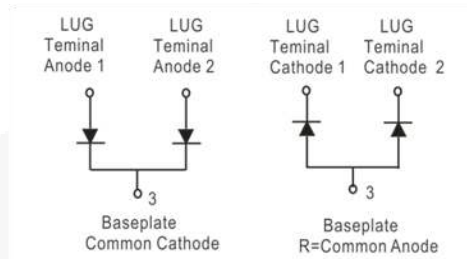 LUG
Teminal
Anode 1
LUG
Teminal
Anode 2
LUG
Teminal
Cathode 1
LUG
Teminal
Cathode 2
3
Baseplate
Common Cathode
3
Baseplate
R=Common Anode